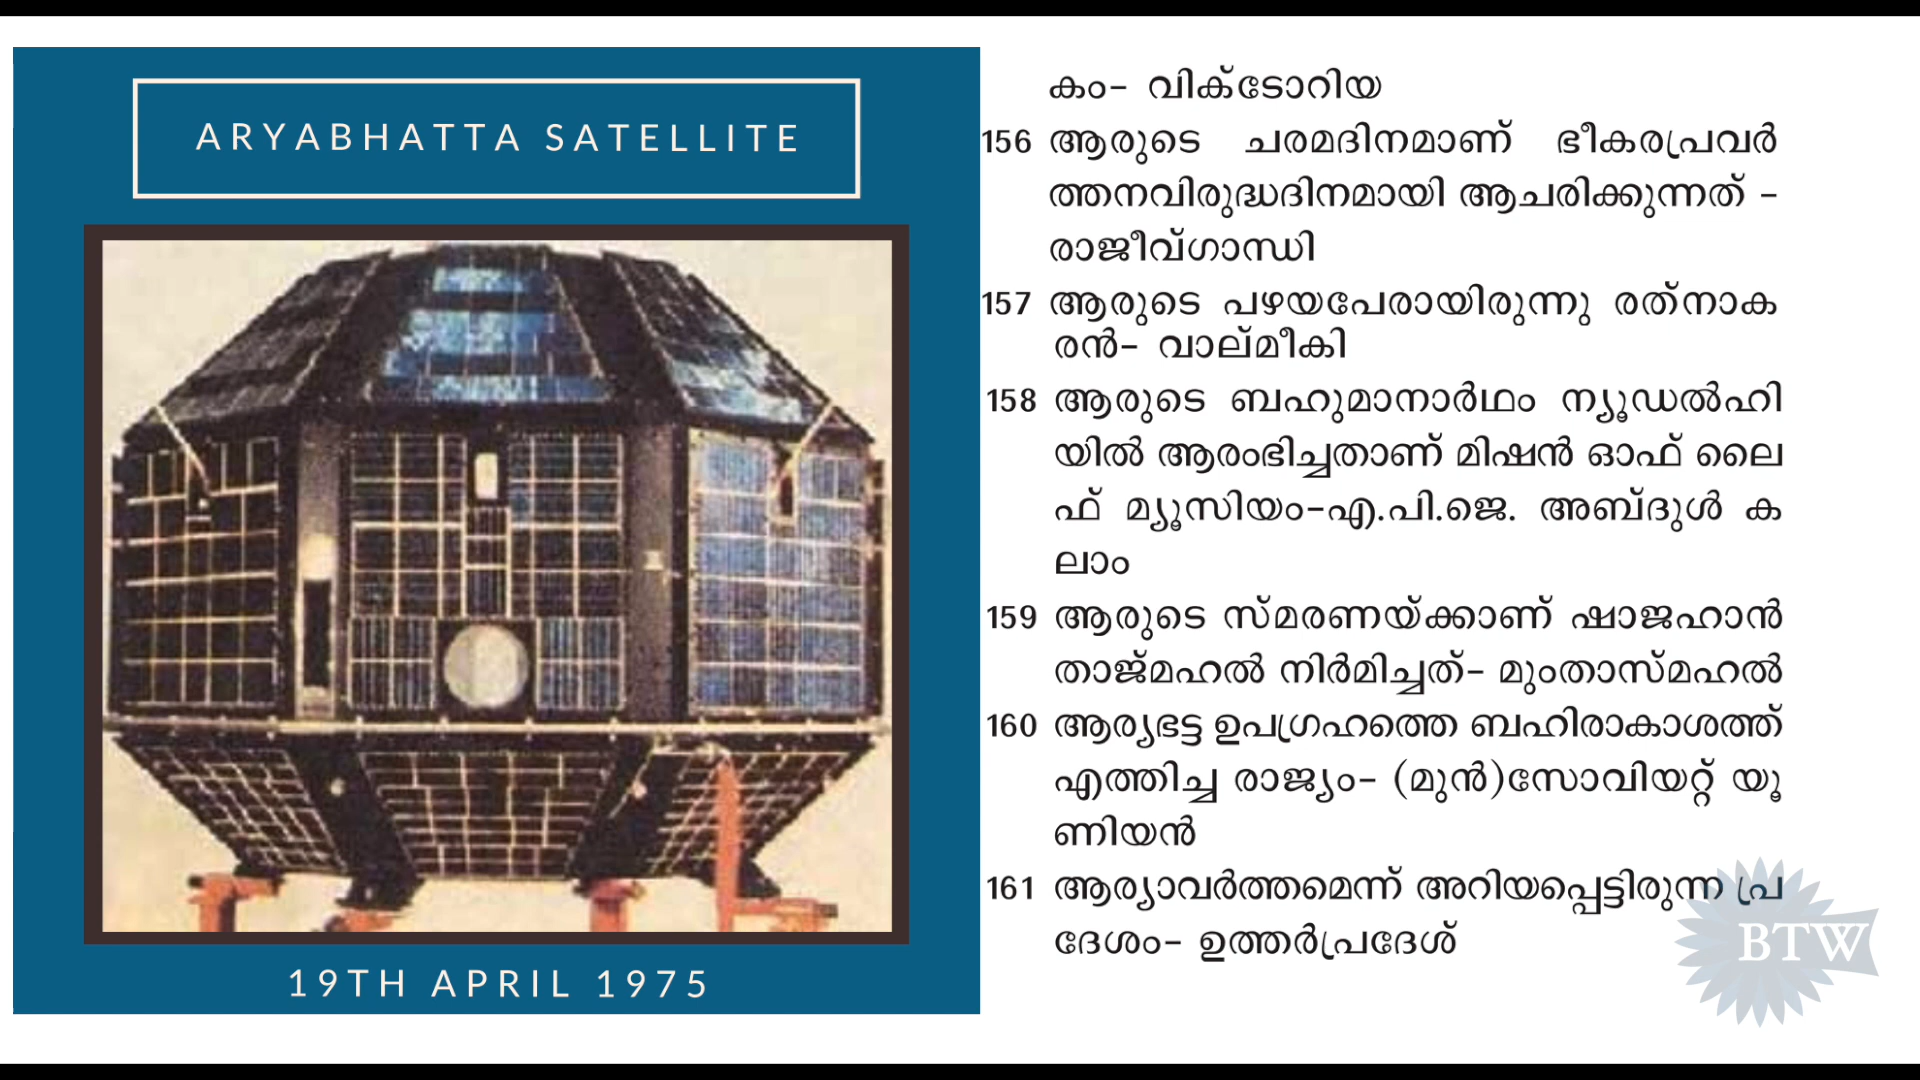 ARYABHATTA SATELLITE
19TH APRIL 1975
കം- വിക്ടോറിയ
156 ആരുടെ ചരമദിനമാണ് ഭീകരപ്രവർ
ത്തനവിരുദ്ധദിനമായി ആചരിക്കുന്നത് -
രാജീവ്ഗാന്ധി
157 ആരുടെ പഴയപേരായിരുന്നു രത്നാക
രൻ- വാല്മീകി
158 ആരുടെ ബഹുമാനാർഥം ന്യൂഡൽഹി
യിൽ ആരംഭിച്ചതാണ് മിഷൻ ഓഫ് ലൈ
ഫ് മ്യൂസിയം-എ.പി.ജെ. അബ്ദുൾ ക
ലാം
159 ആരുടെ സ്മരണയ്ക്കാണ് ഷാജഹാൻ
താജ്മഹൽ നിർമിച്ചത്- മുംതാസ്മഹൽ
160 ആര്യഭട്ട ഉപഗ്രഹത്തെ ബഹിരാകാശത്ത്
എത്തിച്ച രാജ്യം- (മുൻ)സോവിയറ്റ് യൂ
ണിയൻ
161 ആര്യാവർത്തമെന്ന് അറിയപ്പെട്ടിരുന്ന പ്ര
ദേശം- ഉത്തർപ്രദേശ്
BTW